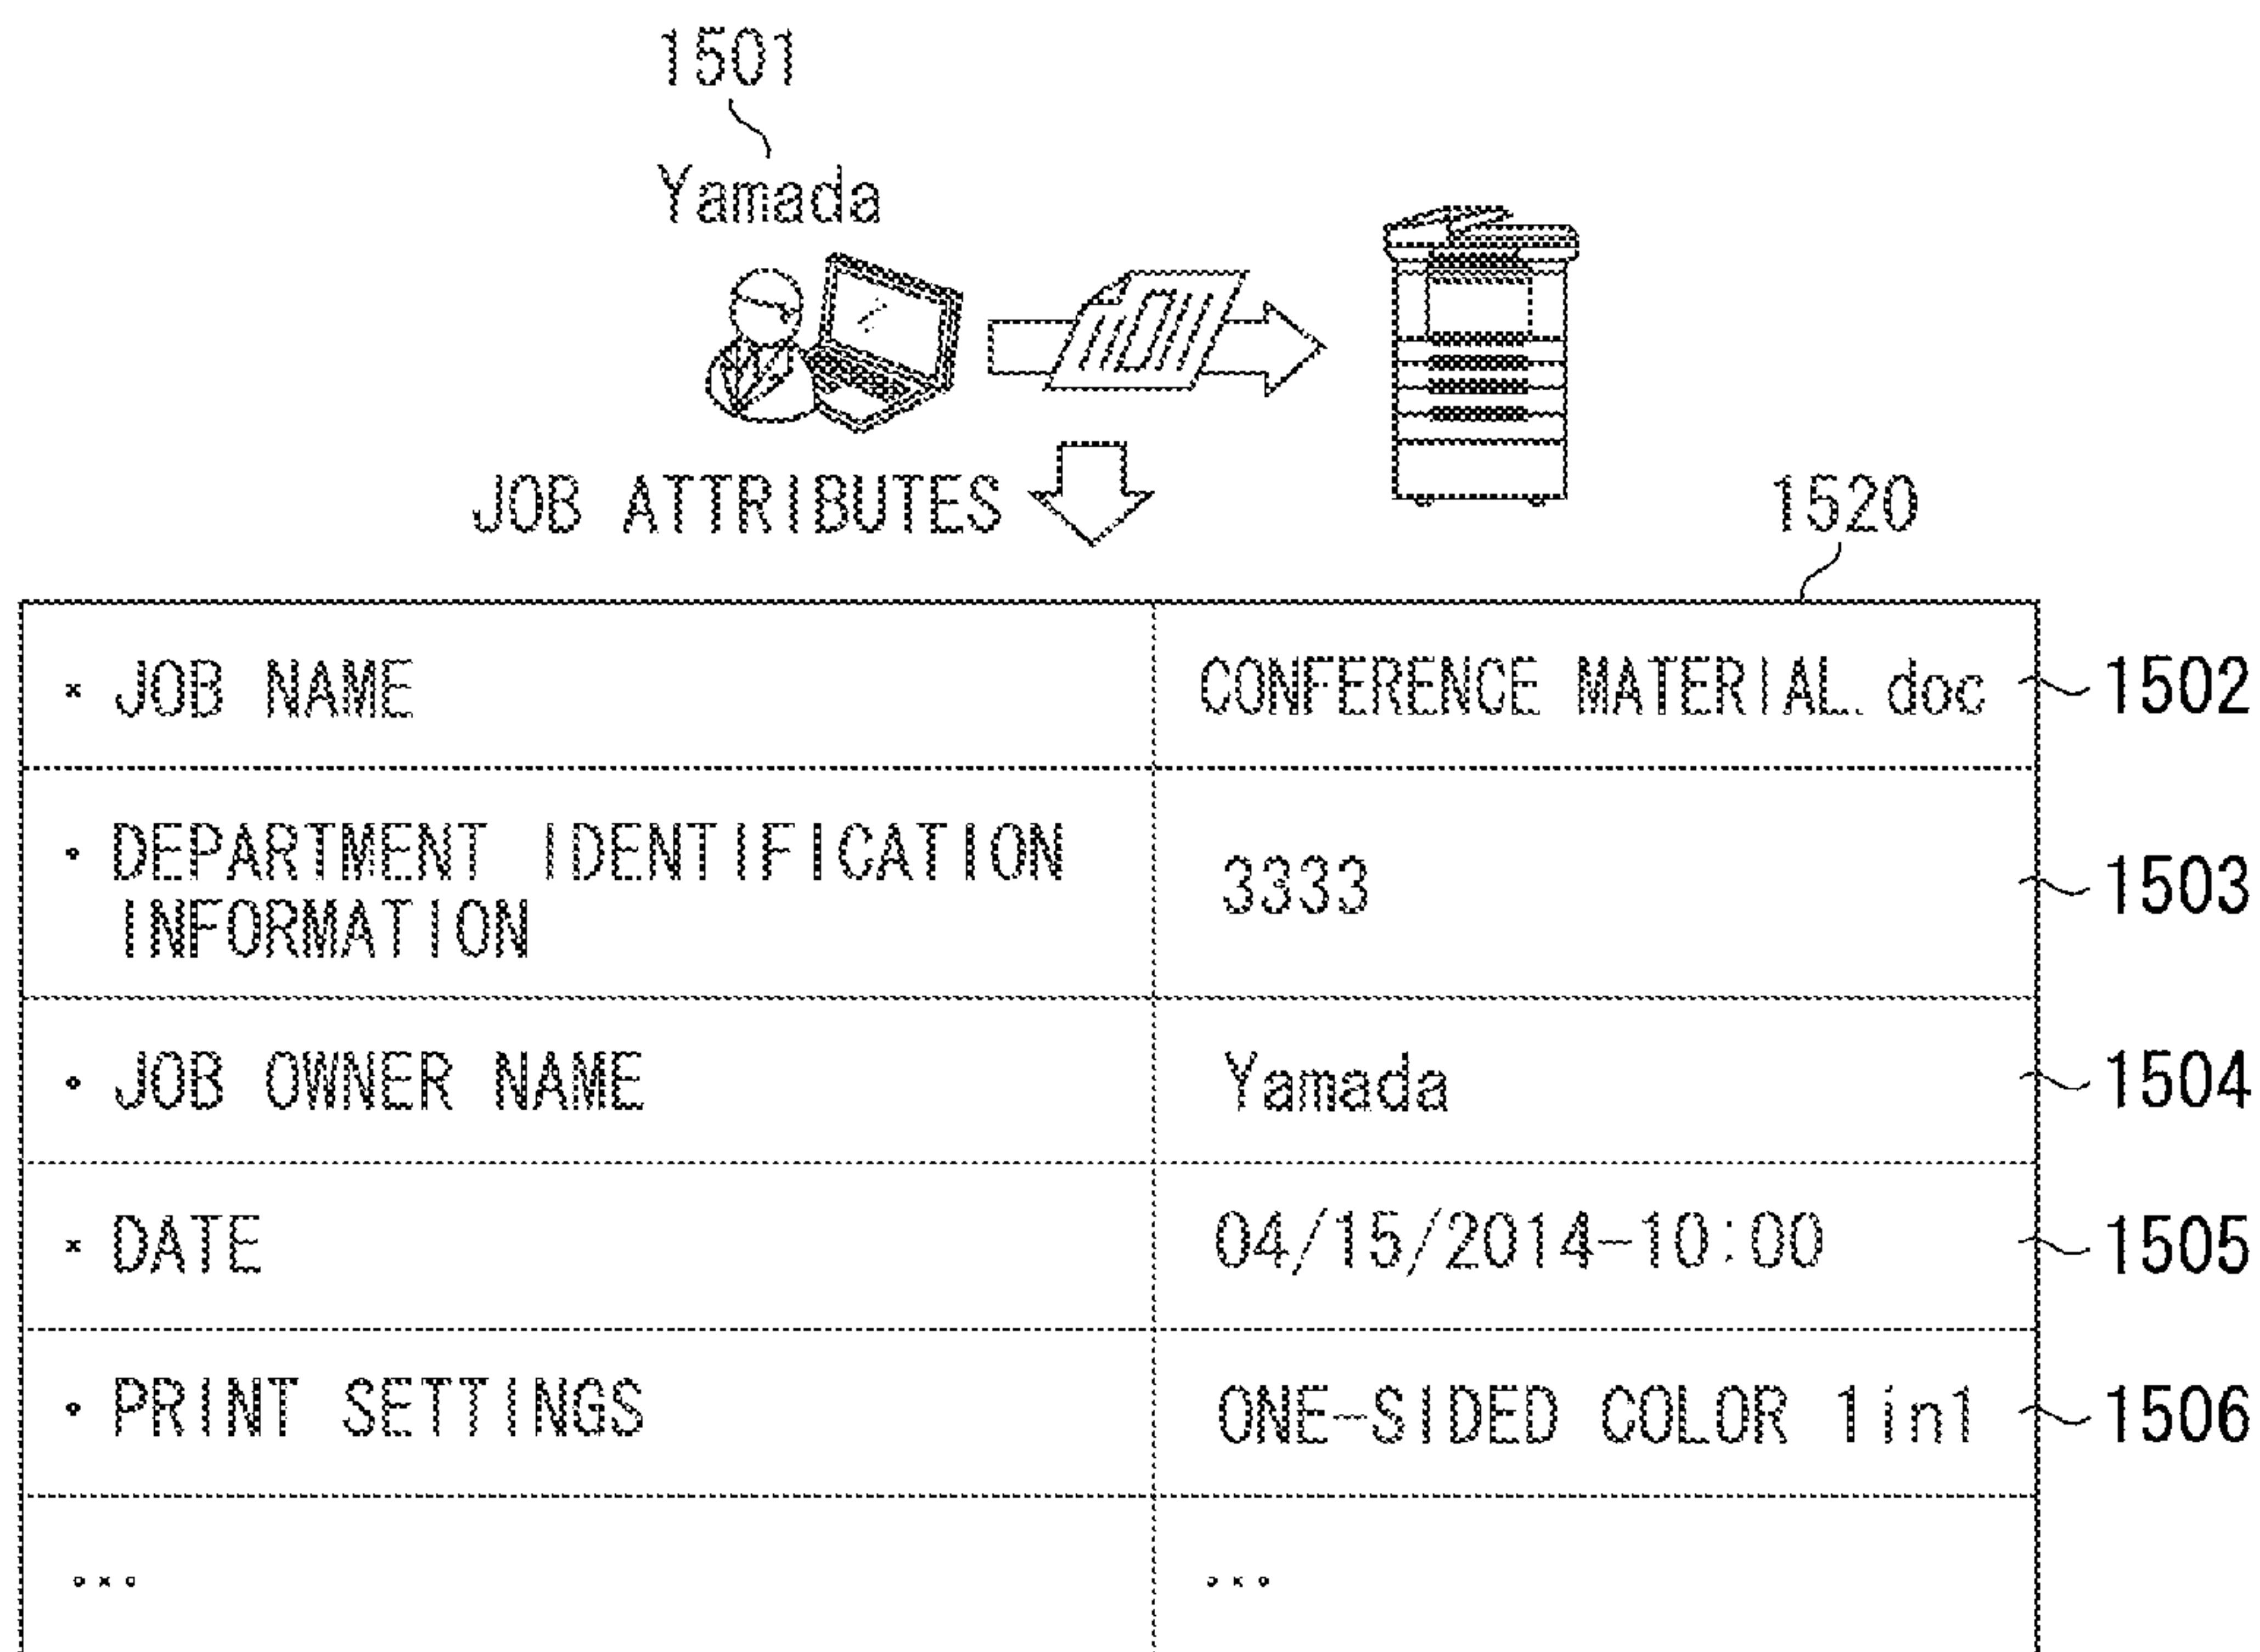 1501
Yamada
JOB ATTRIBUTES
1520
• JOB NAME CONFERENCE MATERIAL.doc 1502
• DEPARTMENT IDENTIFICATION
INFORMATION 3333 1503
• JOB OWNER NAME Yamada 1504
• DATE 04/15/2014-10:00 1505
• PRINT SETTINGS ONE-SIDED COLOR 1in1 1506
... ...